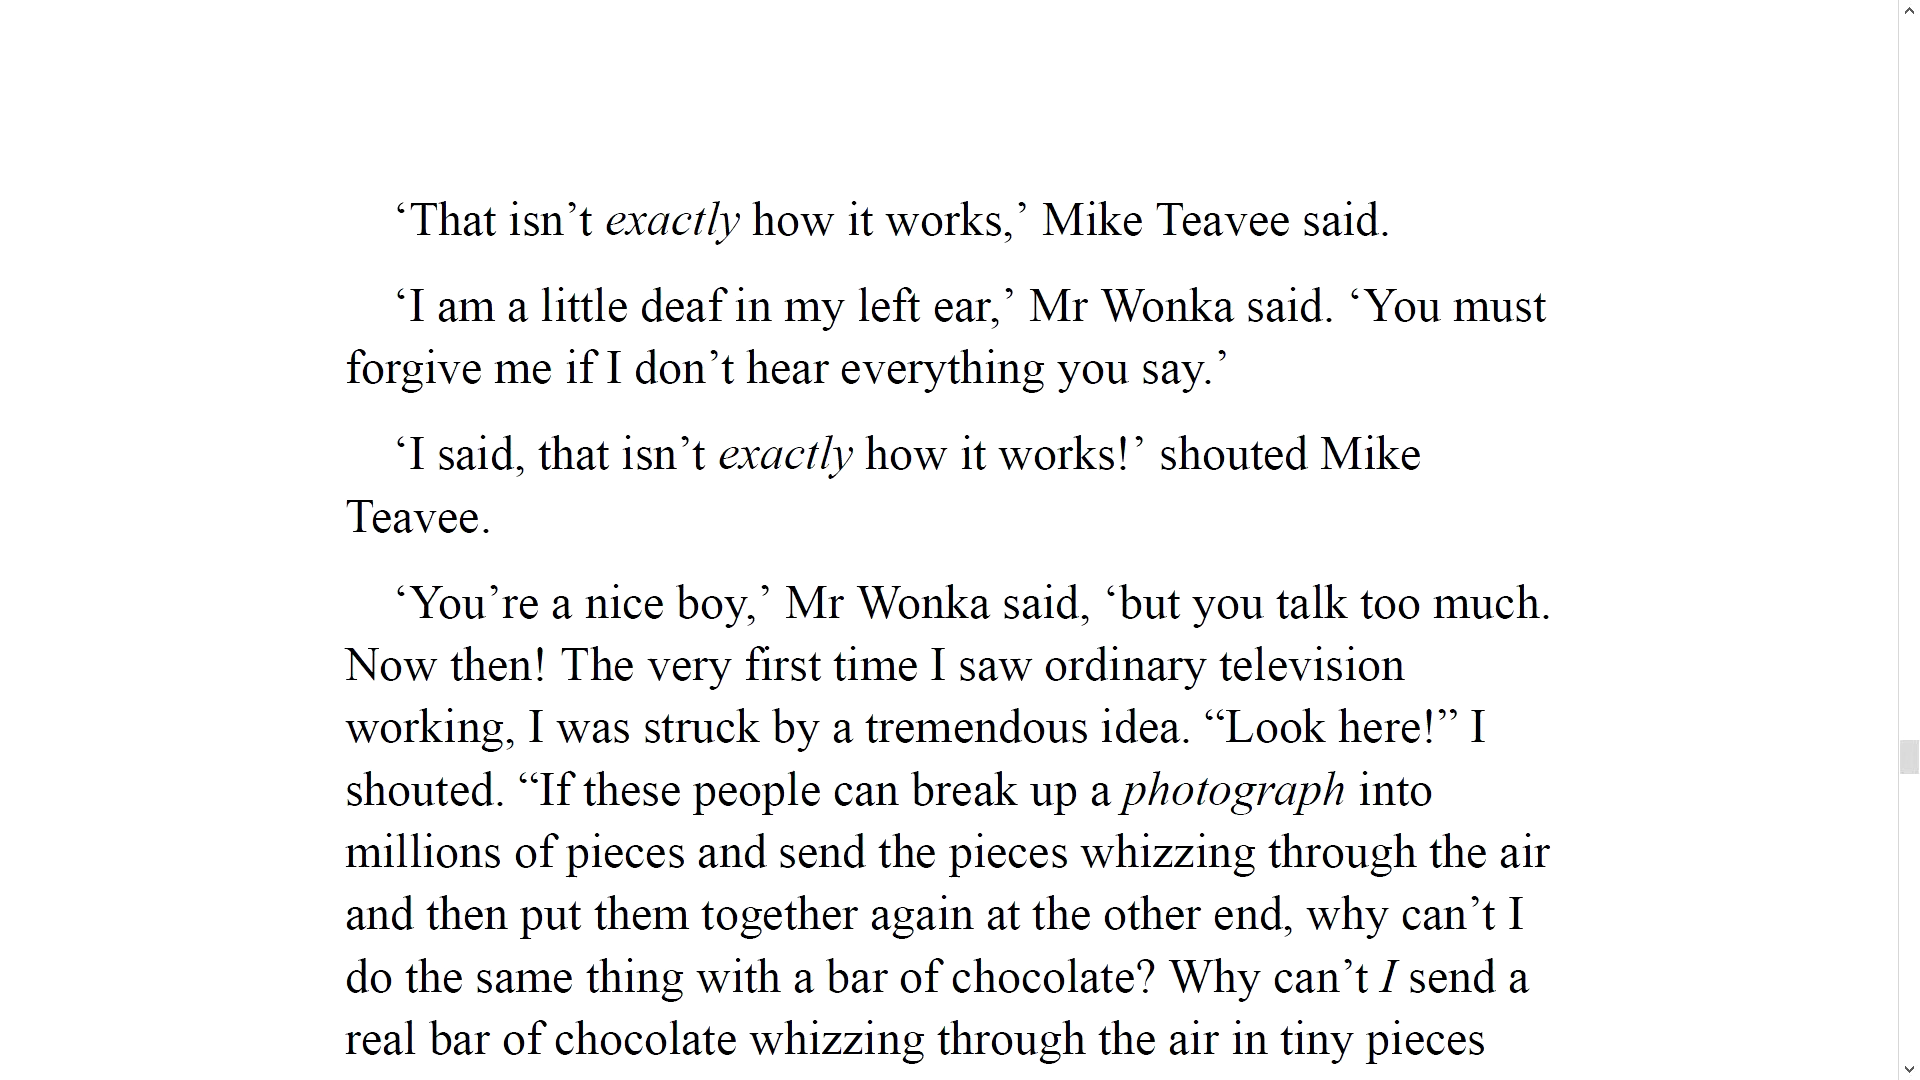 ‘That isn’t exactly how it works,’ Mike Teavee said.
‘I am a little deaf in my left ear,’ Mr Wonka said. ‘You must
forgive me if I don’t hear everything you say.’
‘I said, that isn’t exactly how it works!’ shouted Mike
Teavee.
‘You’re a nice boy,’ Mr Wonka said, ‘but you talk too much.
Now then! The very first time I saw ordinary television
working, I was struck by a tremendous idea. “Look here!” I
shouted. “If these people can break up a photograph into
millions of pieces and send the pieces whizzing through the air
and then put them together again at the other end, why can’t I
do the same thing with a bar of chocolate? Why can’t I send a
real bar of chocolate whizzing through the air in tiny pieces